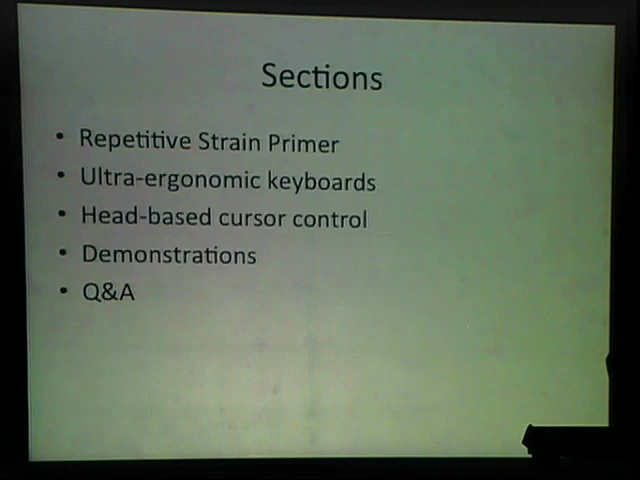 Sections
• Repetitive Strain Primer
• Ultra-ergonomic keyboards
• Head-based cursor control
• Demonstrations
• Q&A